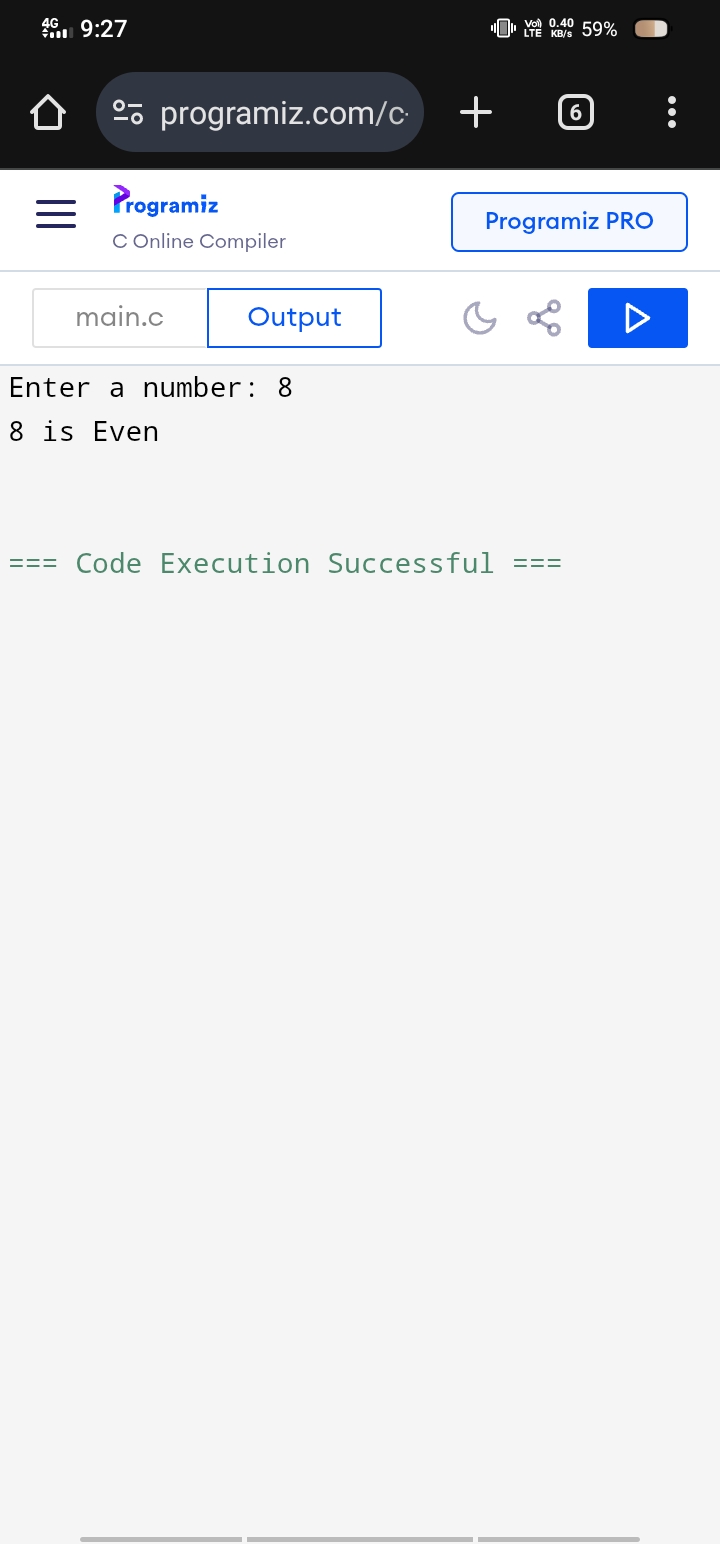 4G 9:27 Vo) LTE 0.40 KB/s 59%
programiz.com/c 6
Programiz
C Online Compiler
Programiz PRO
main.c Output
Enter a number: 8
8 is Even
=== Code Execution Successful ===